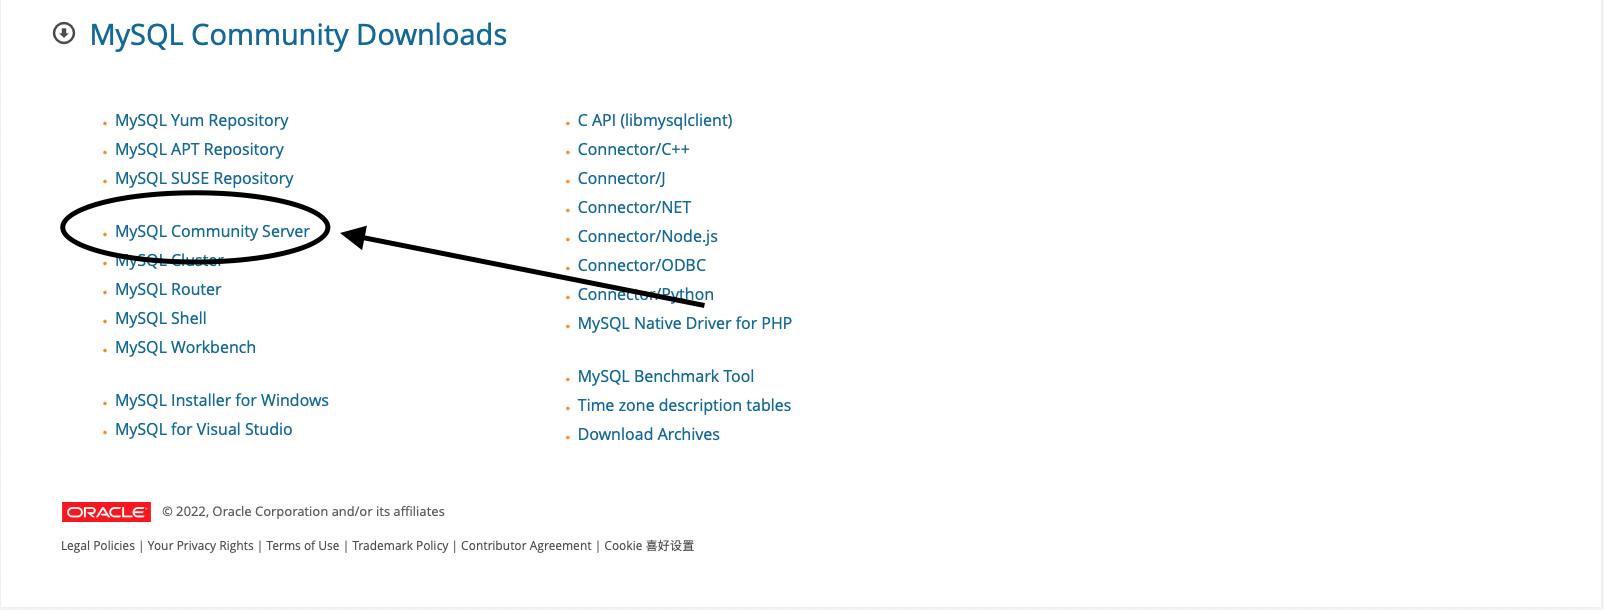 MySQL Community Downloads
MySQL Yum Repository
MySQL APT Repository
MySQL SUSE Repository
MySQL Community Server
MySQL Cluster
MySQL Router
MySQL Shell
MySQL Workbench
MySQL Installer for Windows
MySQL for Visual Studio
C API (libmysqlclient)
Connector/C++
Connector/J
Connector/NET
Connector/Node.js
Connector/ODBC
Connector/Python
MySQL Native Driver for PHP
MySQL Benchmark Tool
Time zone description tables
Download Archives
ORACLE © 2022, Oracle Corporation and/or its affiliates
Legal Policies | Your Privacy Rights | Terms of Use | Trademark Policy | Contributor Agreement | Cookie 喜好设置